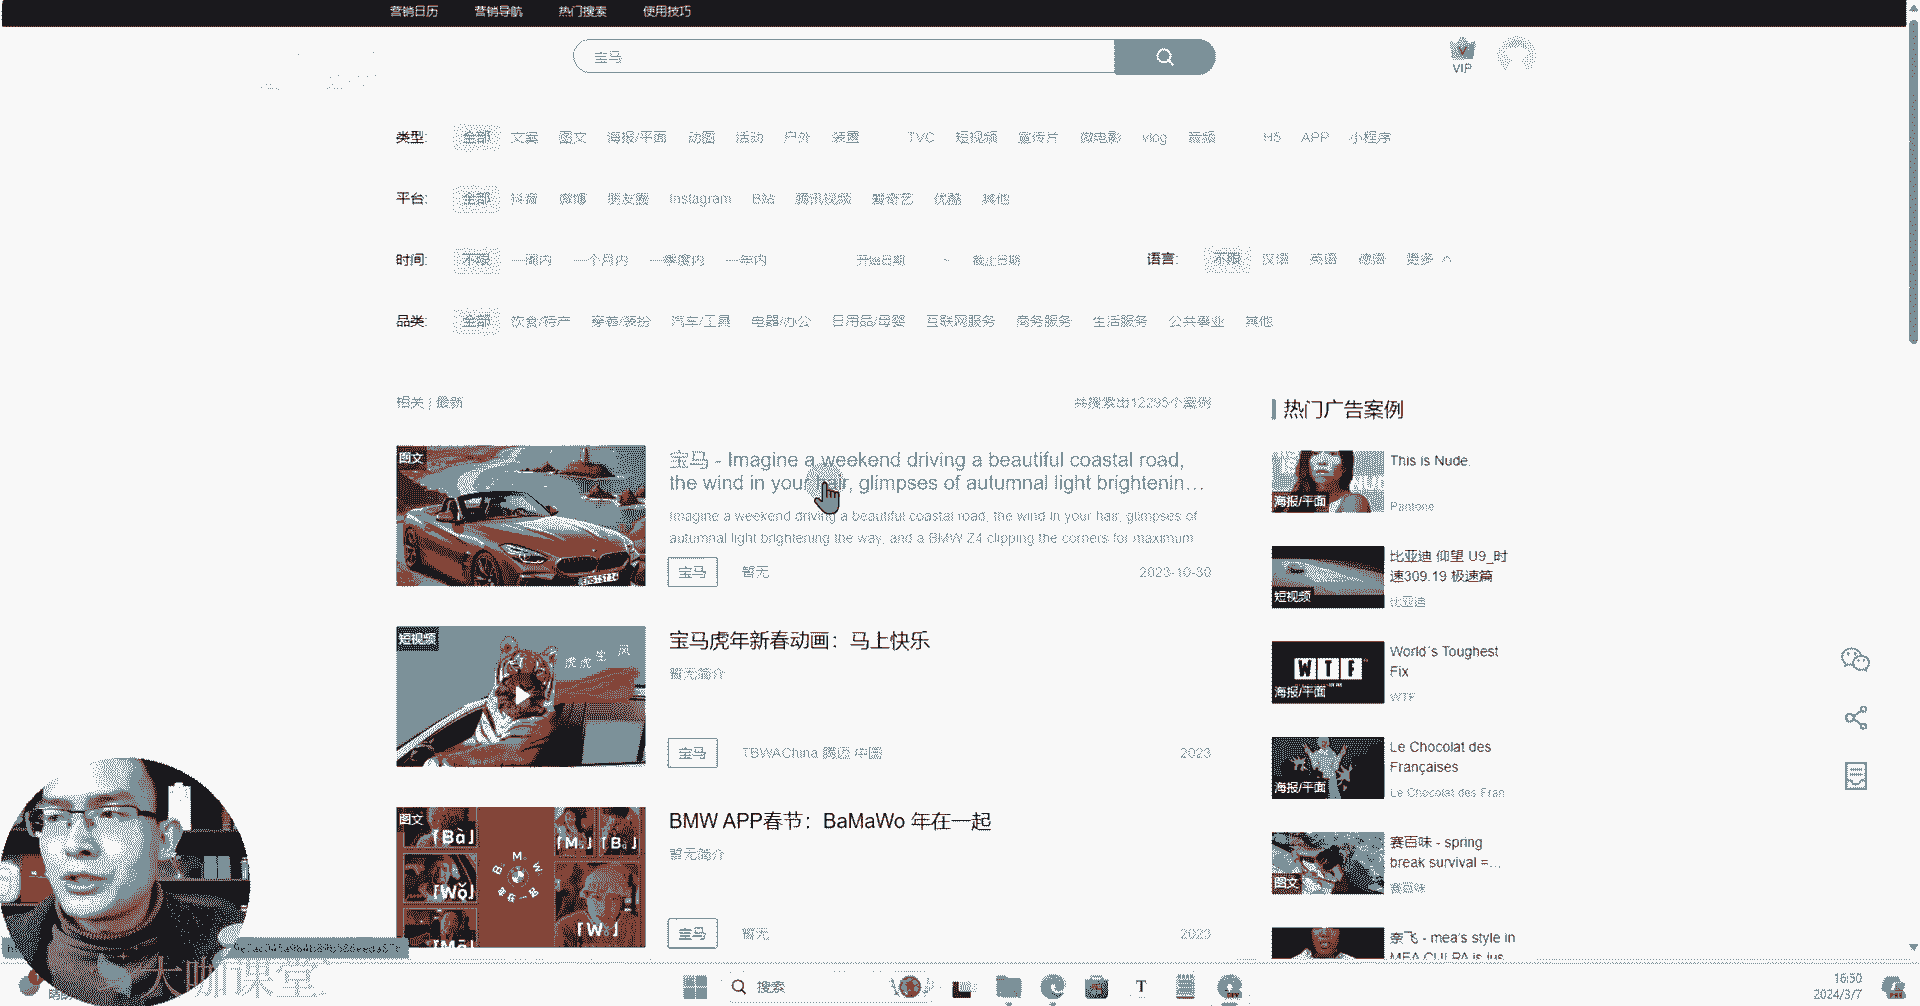 营销日历 营销导航 热门搜索 使用技巧
宝马
VIP
类型: 全部 文案 图文 海报/平面 动图 活动 户外 装置 TVC 短视频 宣传片 微电影 vlog 音频 H5 APP 小程序
平台: 全部 抖音 微博 朋友圈 Instagram B站 腾讯视频 爱奇艺 优酷 其他
时间: 不限 一周内 一个月内 一季度内 一年内 开始日期 ~ 截止日期 语言: 不限 汉语 英语 德语 更多
品类: 全部 饮食/特产 穿着/装扮 汽车/工具 电器/办公 日用品/母婴 互联网服务 商务服务 生活服务 公共事业 其他
相关 | 最新
共搜索出12295个案例
图文
宝马 - Imagine a weekend driving a beautiful coastal road,
the wind in your hair, glimpses of autumnal light brightenin...
Imagine a weekend driving a beautiful coastal road, the wind in your hair, glimpses of
autumnal light brightening the way, and a BMW Z4 clipping the corners for maximum
宝马 暂无 2023-10-30
短视频
虎虎生风
宝马虎年新春动画：马上快乐
暂无简介
宝马 TBWAChina 腾迈 中国 2023
图文
「Bà」
「Wǒ」
BMW APP春节：BaMaWo 年在一起
暂无简介
宝马 暂无 2023
热门广告案例
海报/平面
This is Nude.
Pantone
短视频
比亚迪 仰望 U9_时
速309.19 极速篇
比亚迪
WTF
海报/平面
World´s Toughest
Fix
WTF
海报/平面
Le Chocolat des
Françaises
Le Chocolat des Fran
图文
赛百味 - spring
break survival =...
赛百味
奈飞 - mea's style in
MEA CULPA is jus
大咖课堂
搜索
16:50
2024/3/7